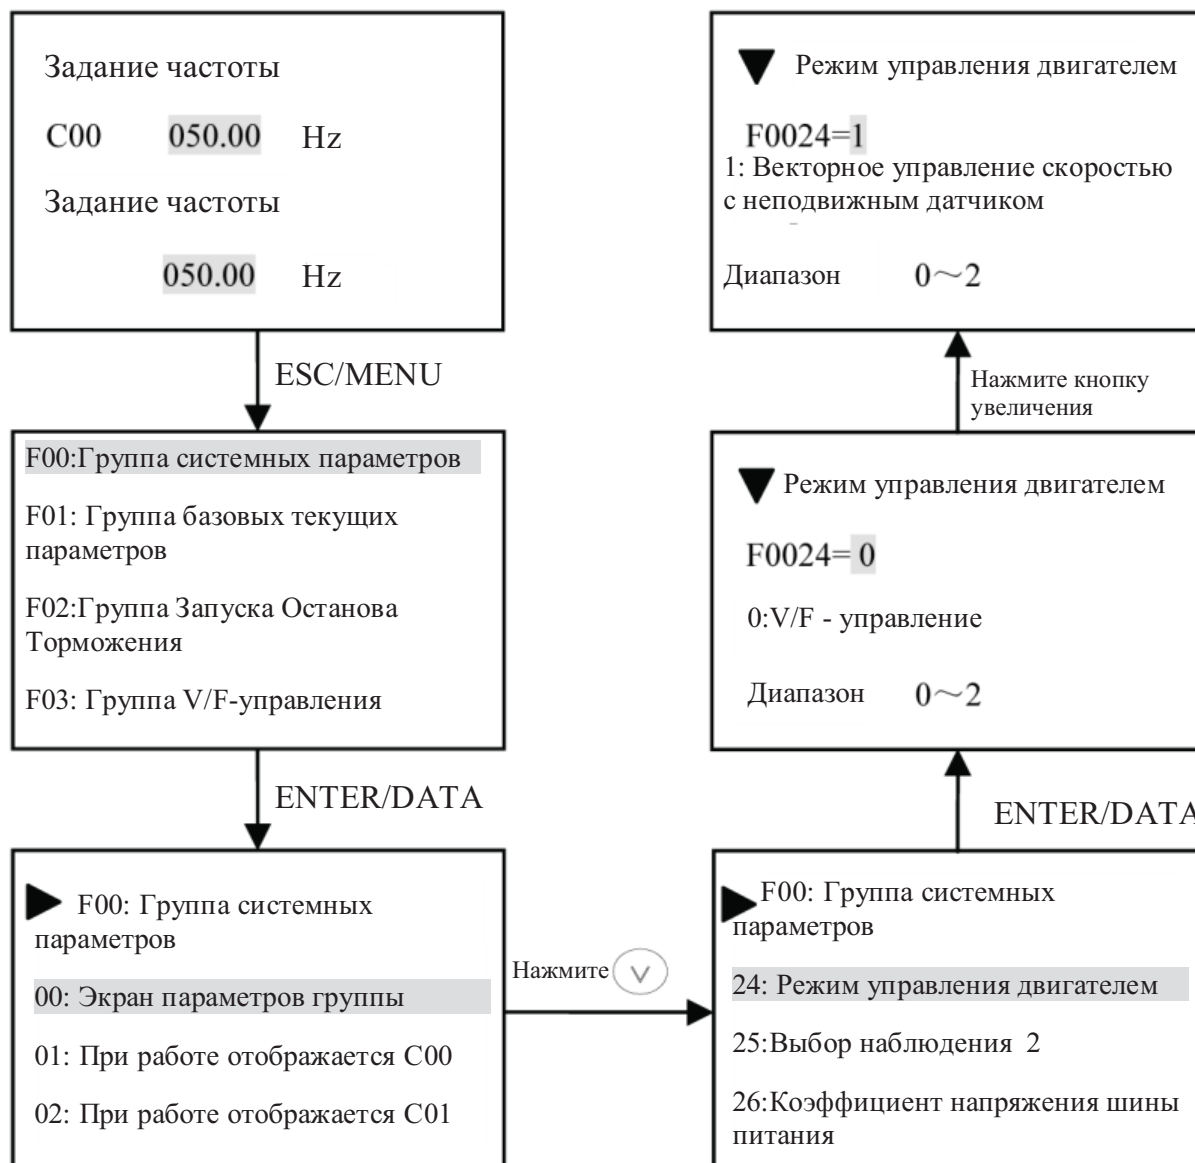 Задание частоты
C00 050.00 Hz
Задание частоты
050.00 Hz
ESC/MENU
F00:Группа системных параметров
F01: Группа базовых текущих
параметров
F02:Группа Запуска Останова
Торможения
F03: Группа V/F-управления
ENTER/DATA
F00: Группа системных
параметров
00: Экран параметров группы
01: При работе отображается C00
02: При работе отображается C01
Нажмите
F00: Группа системных
параметров
24: Режим управления двигателем
25:Выбор наблюдения 2
26:Коэффициент напряжения шины
питания
ENTER/DATA
Режим управления двигателем
F0024= 0
0:V/F - управление
Диапазон 0~2
Нажмите кнопку
увеличения
Режим управления двигателем
F0024=1
1: Векторное управление скоростью
с неподвижным датчиком
Диапазон 0~2